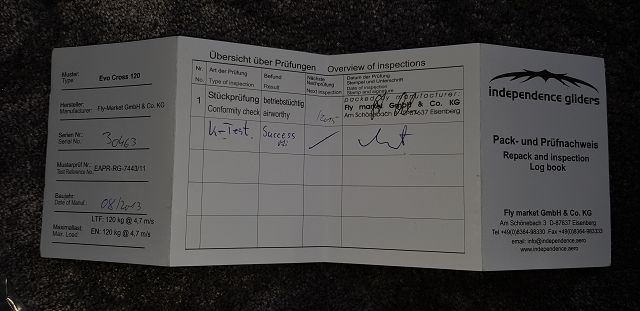 Muster:
Type:
Evo Cross 120
Hersteller:
Manufacturer:
Fly-Market GmbH & Co. KG
Serien Nr.:
Serial No.:
30463
Musterprüf Nr.:
Test Reference No.:
EAPR-RG-7443/11
Baujahr:
Date of Manuf.:
08/2013
Maximallast:
Max. Load:
LTF: 120 kg @ 4,7 m/s
EN: 120 kg @ 4,7 m/s
Übersicht über Prüfungen Overview of inspections
Nr.
No.
Art der Prüfung
Type of inspection
Befund
Result
Nächste Nachprüfung
Next inspection
Datum der Prüfung
Stempel und Unterschrift
Date of inspection
Stamp and signature
1
Stückprüfung
Conformity check
betriebstüchtig
airworthy
packed by manufacturer:
Fly market GmbH & Co. KG
Am Schönebach 3 D-87637 Eisenberg
K-Test
Success
independence gliders
Pack- und Prüfnachweis
Repack and inspection
Log book
Fly market GmbH & Co. KG
Am Schönebach 3 D-87637 Eisenberg
Tel +49(0)8364-98330 .Fax +49(0)8364-983333
email: info@independence.aero
www.independence.aero